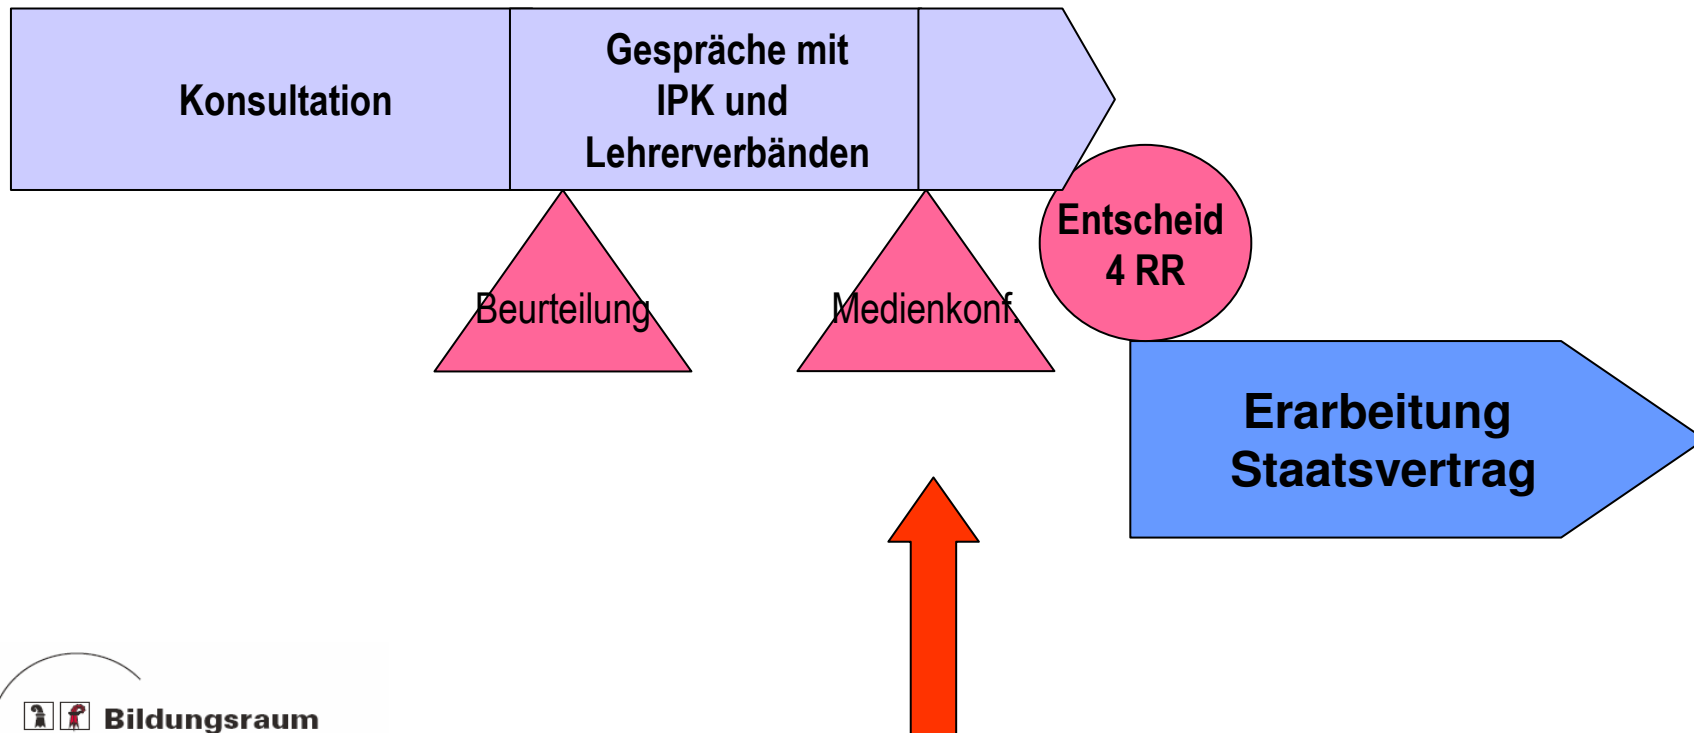 Konsultation
Gespräche mit
IPK und
Lehrerverbänden
Entscheid
4 RR
Beurteilung
Medienkonf.
Erarbeitung
Staatsvertrag
Bildungsraum